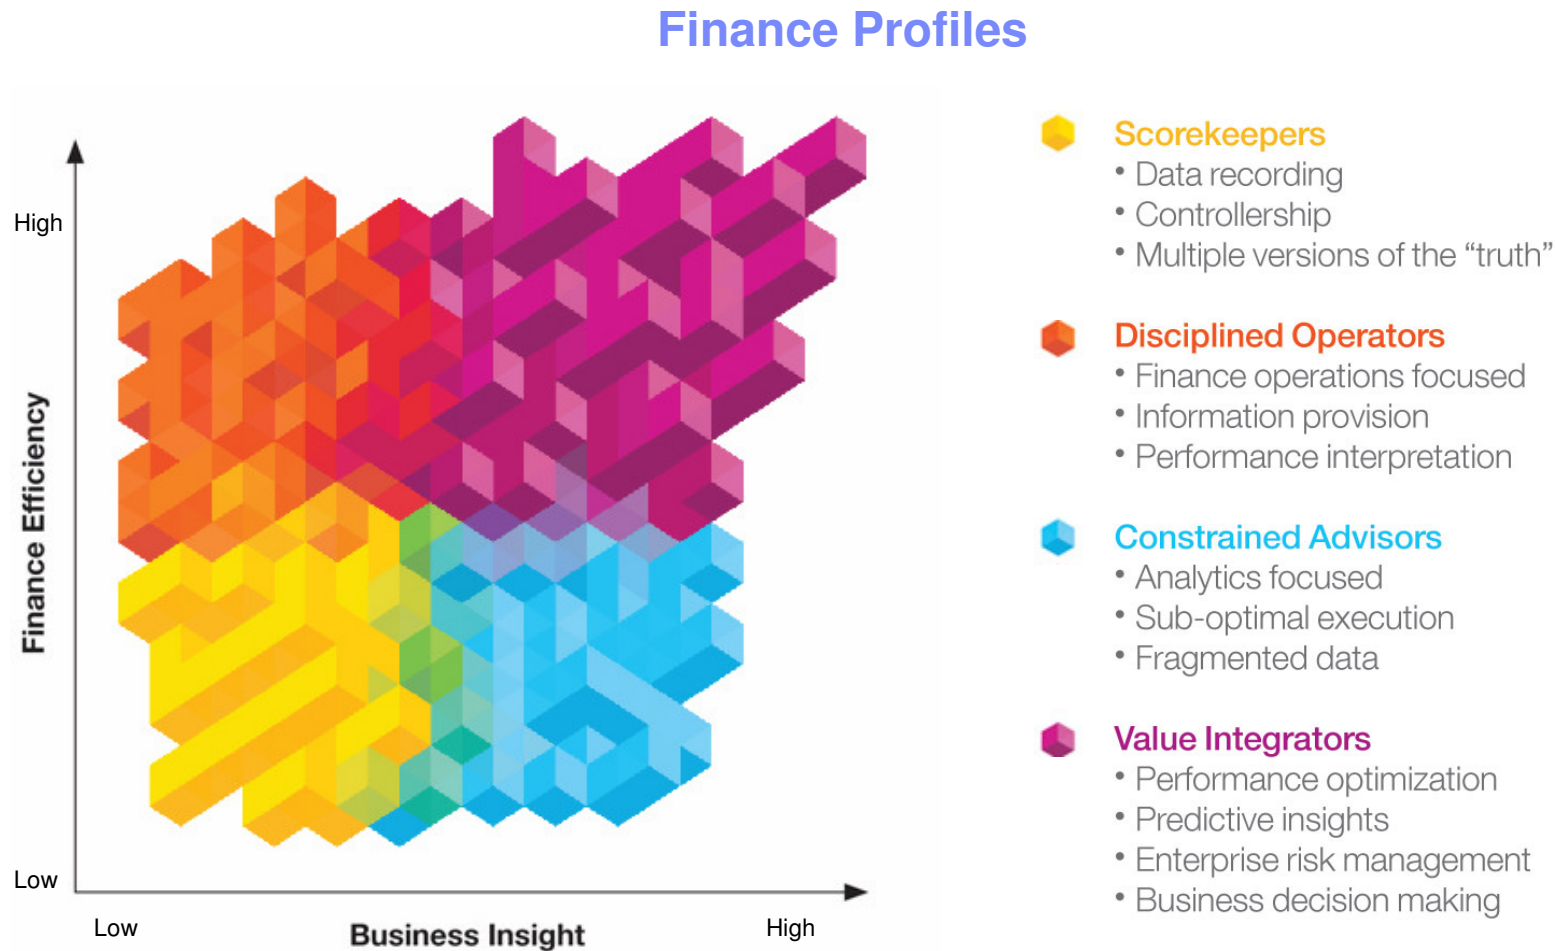 Finance Profiles
High
Finance Efficiency
Low
Low
Business Insight
High
Scorekeepers
• Data recording
• Controllership
• Multiple versions of the “truth”
Disciplined Operators
• Finance operations focused
• Information provision
• Performance interpretation
Constrained Advisors
• Analytics focused
• Sub-optimal execution
• Fragmented data
Value Integrators
• Performance optimization
• Predictive insights
• Enterprise risk management
• Business decision making